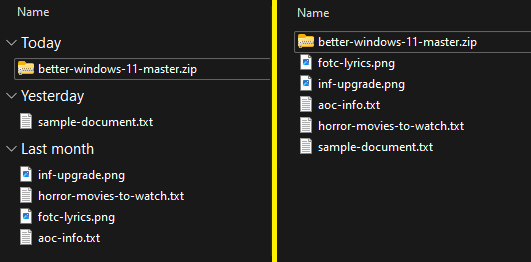 Name
Today
better-windows-11-master.zip
Yesterday
sample-document.txt
Last month
inf-upgrade.png
horror-movies-to-watch.txt
fotc-lyrics.png
aoc-info.txt
Name
better-windows-11-master.zip
fotc-lyrics.png
inf-upgrade.png
aoc-info.txt
horror-movies-to-watch.txt
sample-document.txt